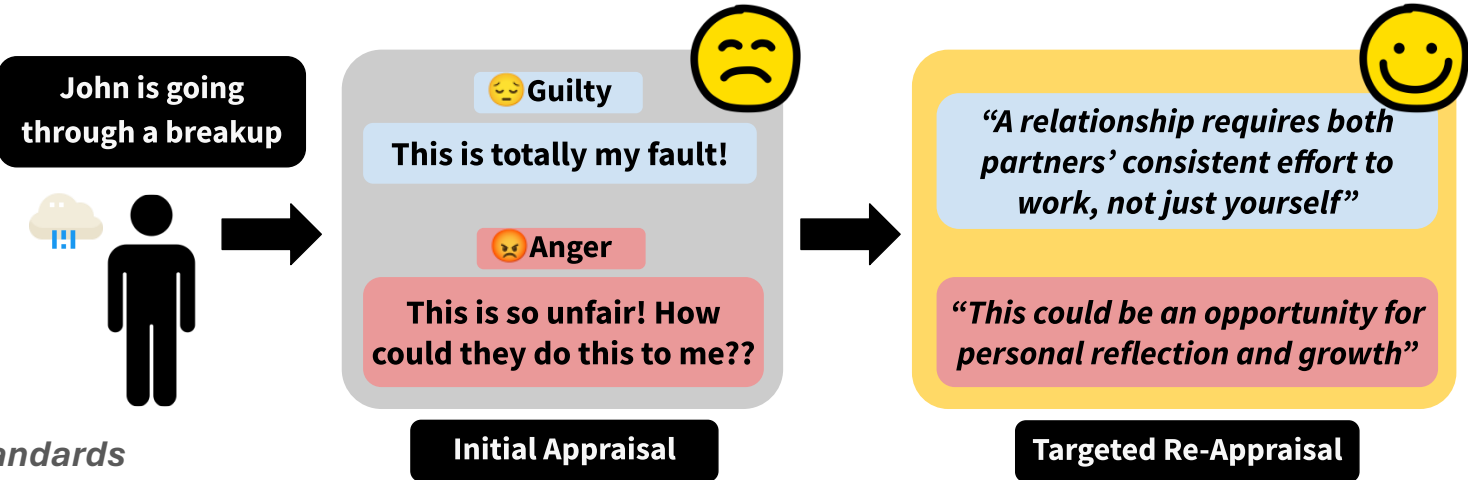 John is going
through a breakup
😔Guilty
This is totally my fault!
😡Anger
This is so unfair! How
could they do this to me??
Initial Appraisal
“A relationship requires both
partners’ consistent effort to
work, not just yourself”
“This could be an opportunity for
personal reflection and growth”
Targeted Re-Appraisal
andards